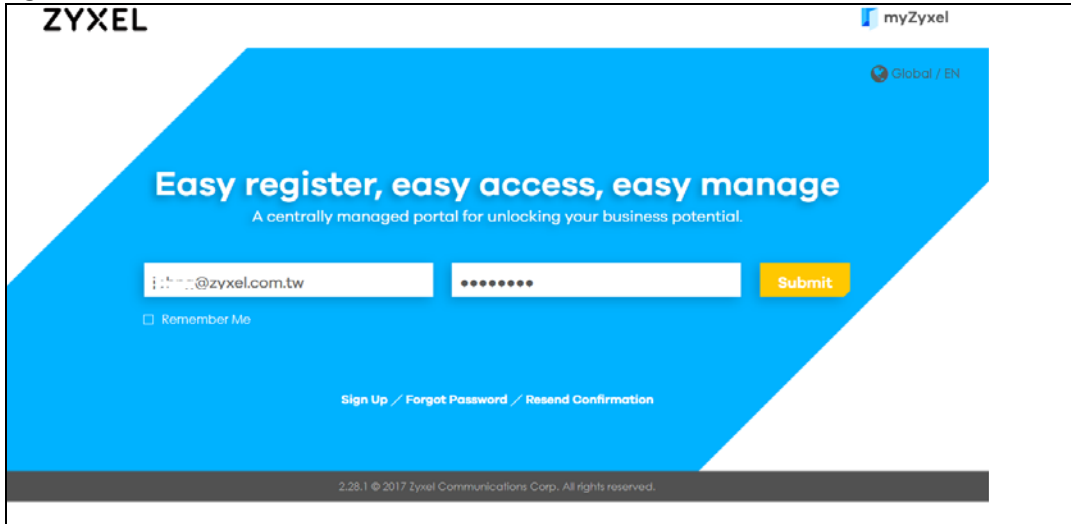 ZYXEL
myZyxel
Global / EN
Easy register, easy access, easy manage
A centrally managed portal for unlocking your business potential.
@zyxel.com.tw
Submit
Remember Me
Sign Up / Forgot Password / Resend Confirmation
2.28.1 © 2017 Zyxel Communications Corp. All rights reserved.